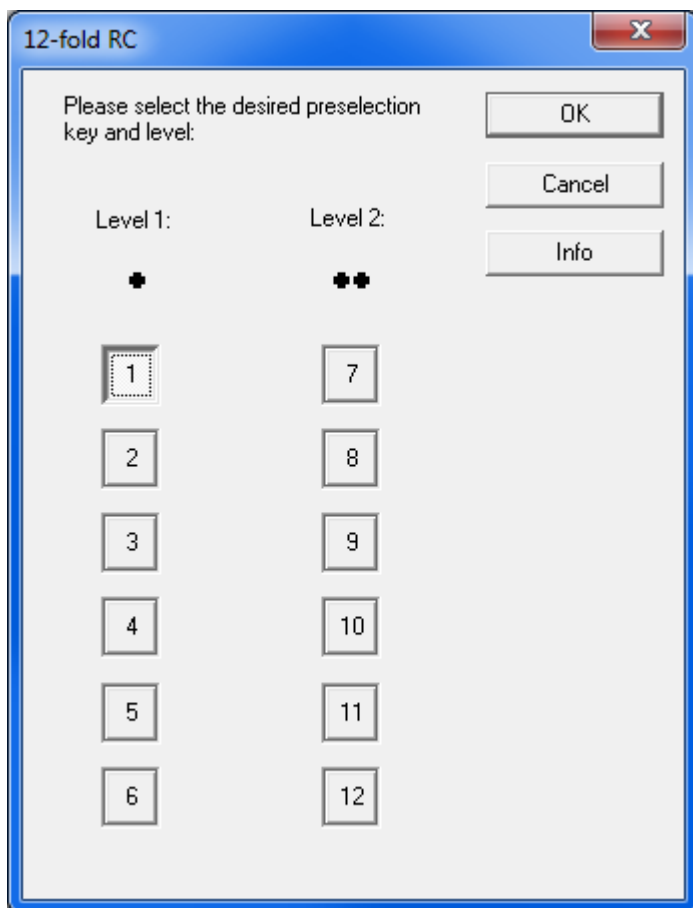 12-fold RC
Please select the desired preselection
key and level:
OK
Cancel
Info
Level 1:
Level 2:
1
7
2
8
3
9
4
10
5
11
6
12